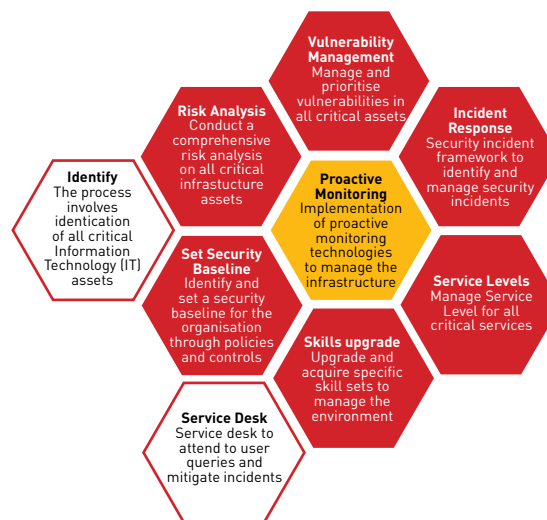 Vulnerability
Management
Manage and
prioritise
vulnerabilities in
all critical assets
Risk Analysis
Conduct a
comprehensive
risk analysis
on all critical
infrastucture
assets
Incident
Response
Security incident
framework to
identify and
manage security
incidents
Identify
The process
involves
identication
of all critical
Information
Technology (IT)
assets
Proactive
Monitoring
Implementation
of proactive
monitoring
technologies
to manage the
infrastructure
Set Security
Baseline
Identify and
set a security
baseline for the
organisation
through policies
and controls
Service Levels
Manage Service
Level for all
critical services
Skills upgrade
Upgrade and
acquire specific
skill sets to
manage the
environment
Service Desk
Service desk to
attend to user
queries and
mitigate incidents